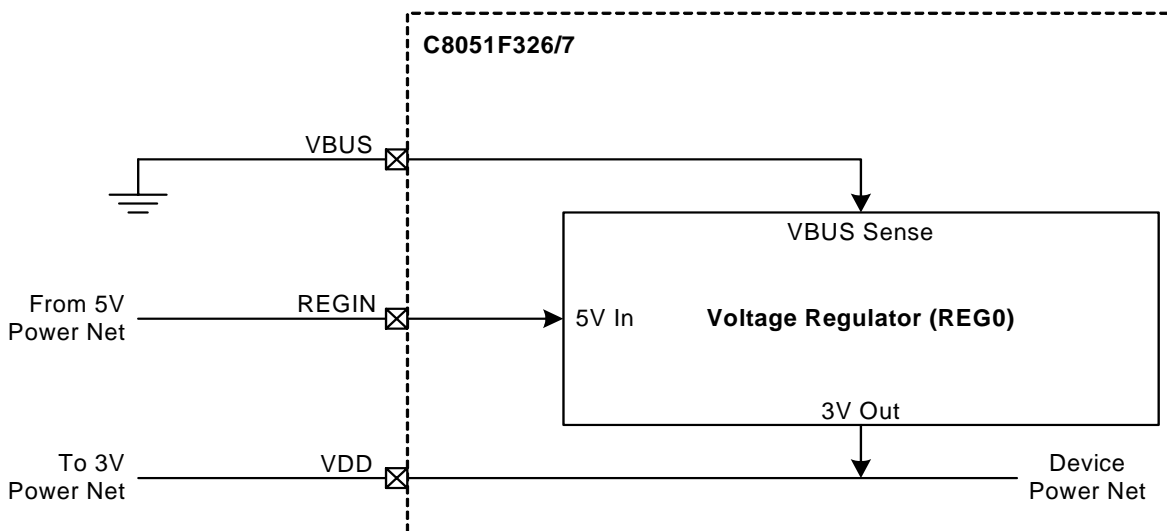 C8051F326/7
VBUS
VBUS Sense
From 5V
Power Net
REGIN
5V In
Voltage Regulator (REG0)
3V Out
To 3V
Power Net
VDD
Device
Power Net